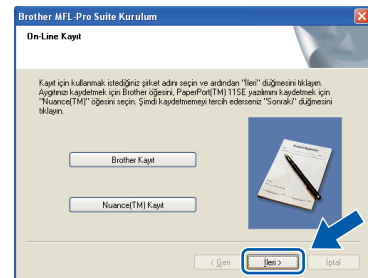 Brother MFL-Pro Suite Kurulum
On-Line Kayıt
Kayıt için kullanmak istediğiniz şirket adını seçin ve ardından "İleri" düğmesini tıklayın.
Aygıtınızı kaydetmek için Brother öğesini, PaperPort(TM) 11SE yazılımını kaydetmek için
"Nuance(TM)" öğesini seçin. Şimdi kaydetmemeyi tercih ederseniz "Sonraki" düğmesini
tıklayın.
Brother Kayıt
Nuance(TM) Kayıt
< Geri
İleri >
İptal